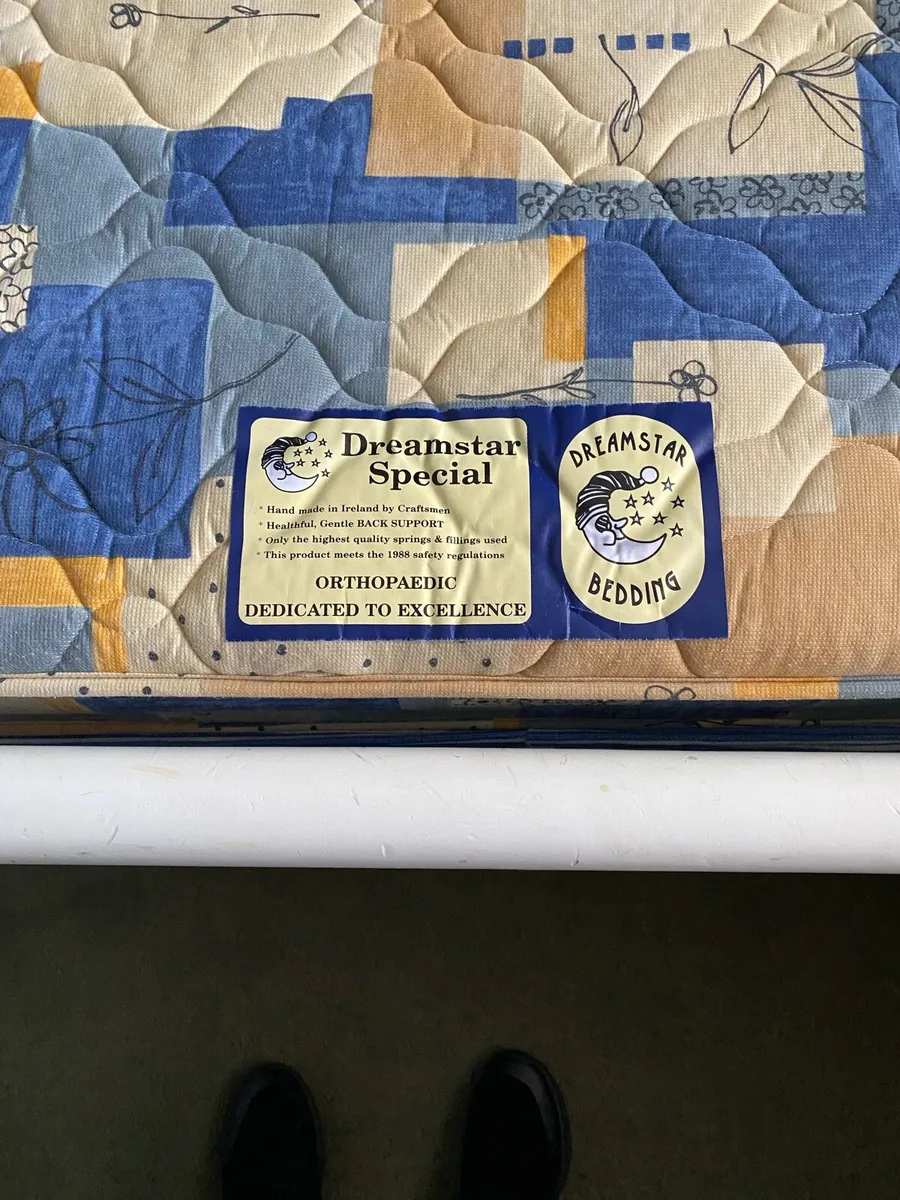 Dreamstar
Special
* Hand made in Ireland by Craftsmen
* Healthful, Gentle BACK SUPPORT
* Only the highest quality springs & fillings used
* This product meets the 1988 safety regulations
ORTHOPAEDIC
DEDICATED TO EXCELLENCE
DREAMSTAR
BEDDING